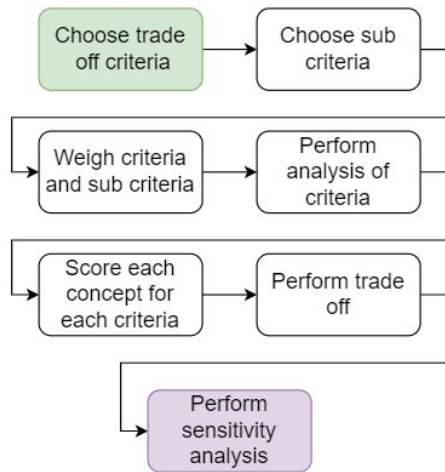 Choose trade
off criteria
Choose sub
criteria
Weigh criteria
and sub criteria
Perform
analysis of
criteria
Score each
concept for
each criteria
Perform trade
off
Perform
sensitivity
analysis